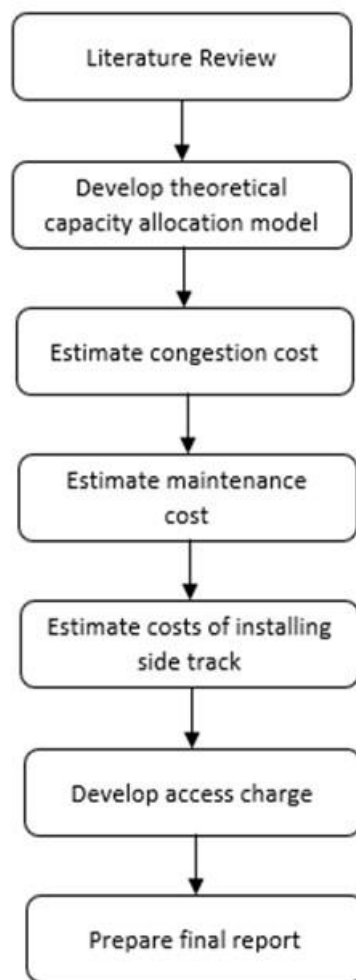 Literature Review
Develop theoretical
capacity allocation model
Estimate congestion cost
Estimate maintenance
cost
Estimate costs of installing
side track
Develop access charge
Prepare final report